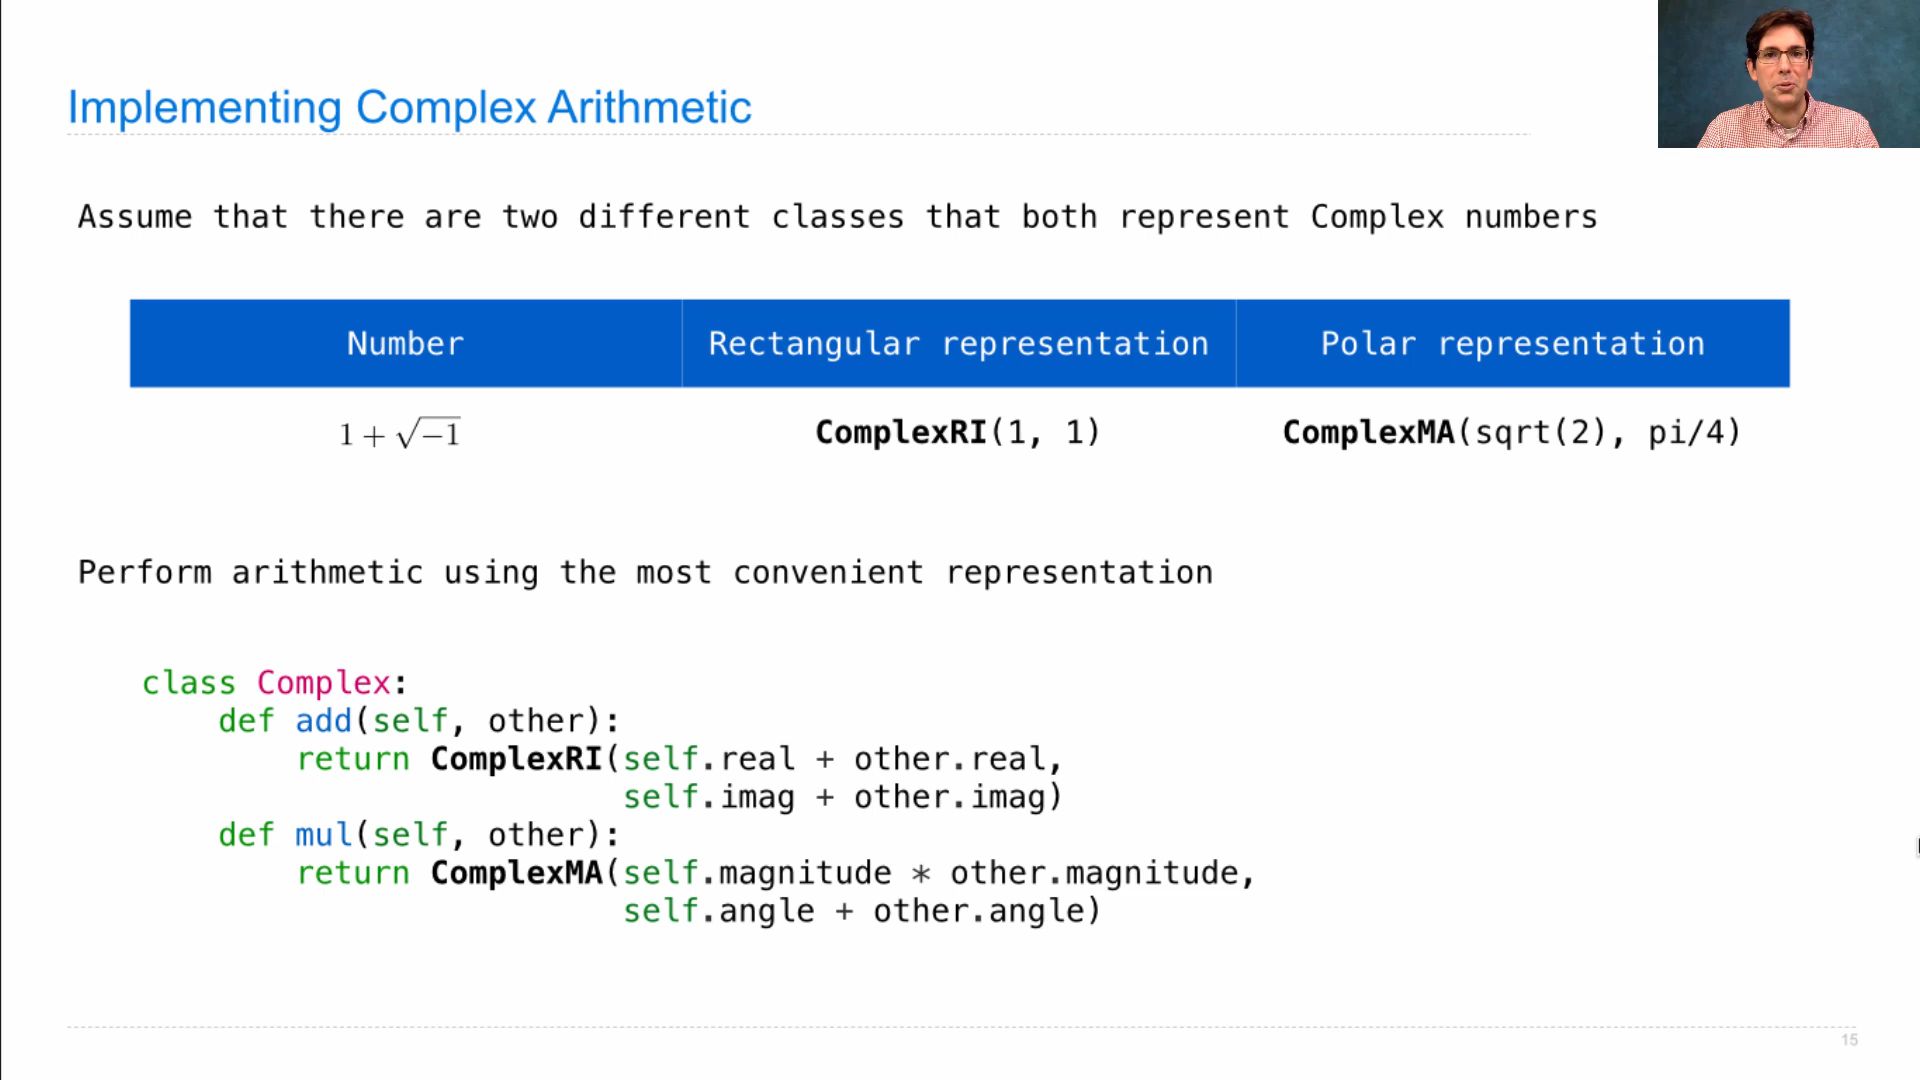 Implementing Complex Arithmetic
Assume that there are two different classes that both represent Complex numbers
Number Rectangular representation Polar representation
1 + √−1 ComplexRI(1, 1) ComplexMA(sqrt(2), pi/4)
Perform arithmetic using the most convenient representation
class Complex:
    def add(self, other):
        return ComplexRI(self.real + other.real,
                         self.imag + other.imag)
    def mul(self, other):
        return ComplexMA(self.magnitude * other.magnitude,
                         self.angle + other.angle)
15